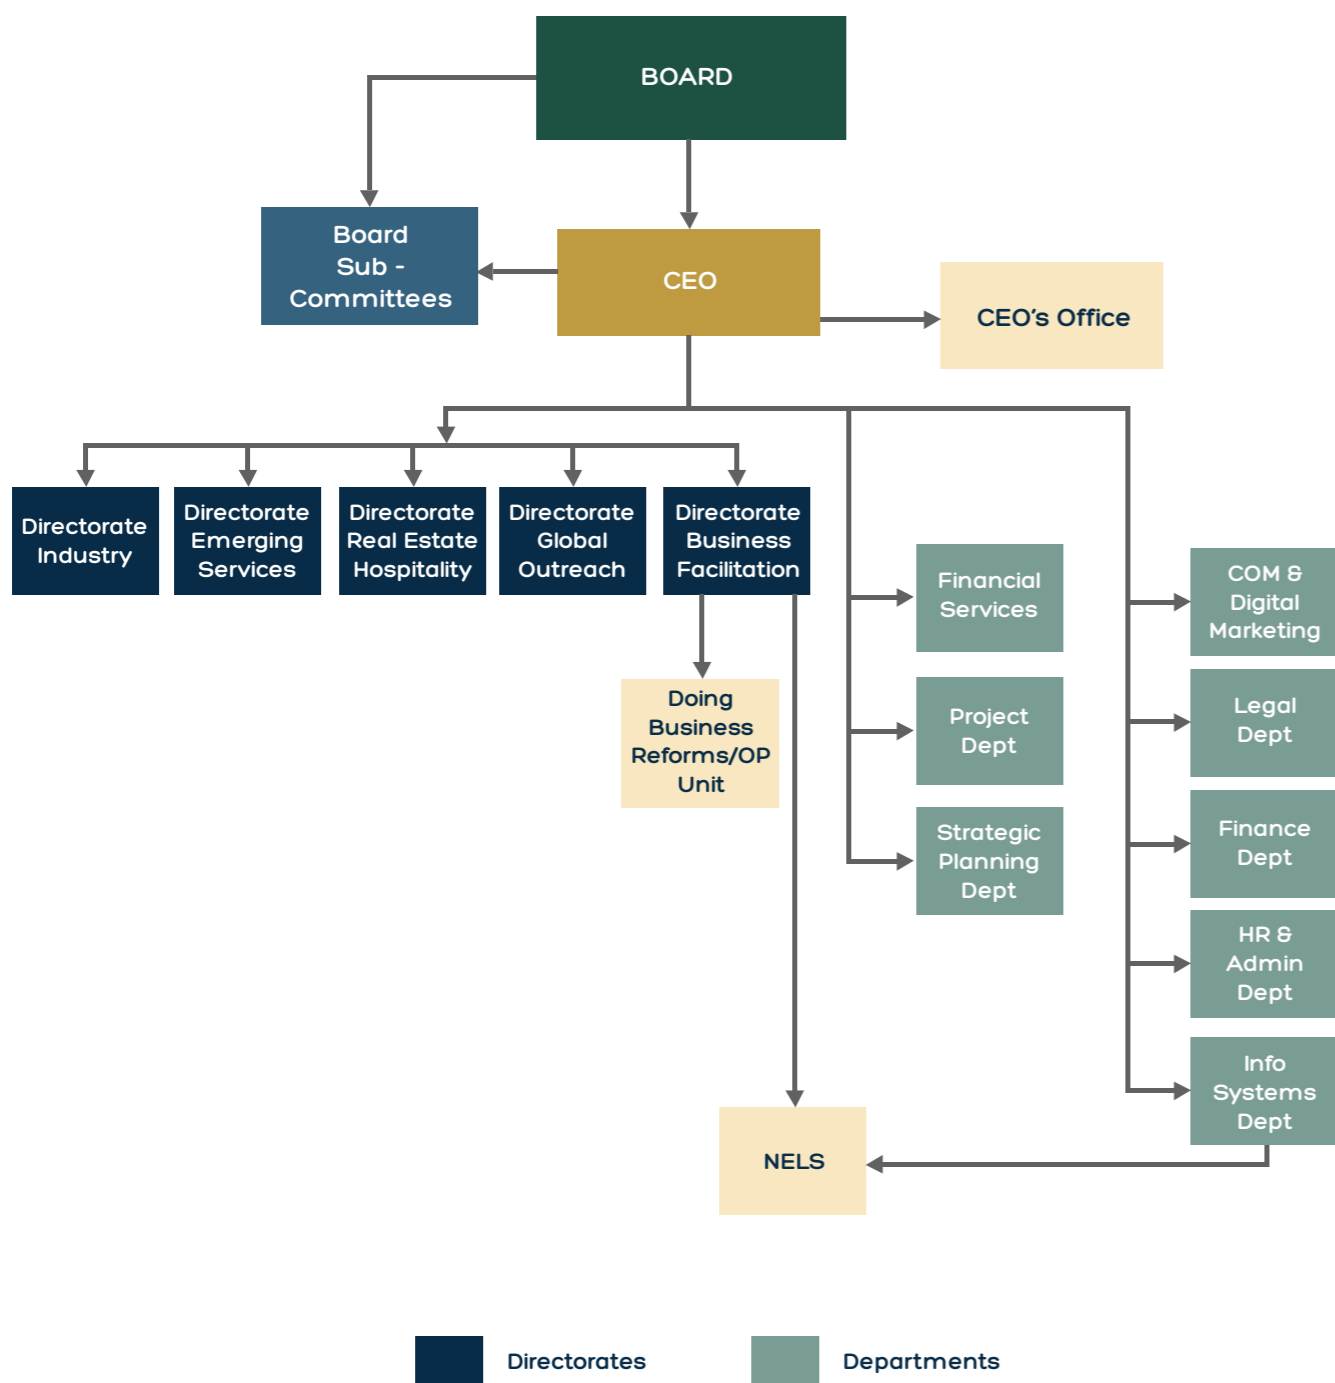 BOARD
Board
Sub -
Committees
CEO
CEO's Office
Directorate
Industry
Directorate
Emerging
Services
Directorate
Real Estate
Hospitality
Directorate
Global
Outreach
Directorate
Business
Facilitation
Doing
Business
Reforms/OP
Unit
Financial
Services
Project
Dept
Strategic
Planning
Dept
COM &
Digital
Marketing
Legal
Dept
Finance
Dept
HR &
Admin
Dept
Info
Systems
Dept
NELS
Directorates
Departments